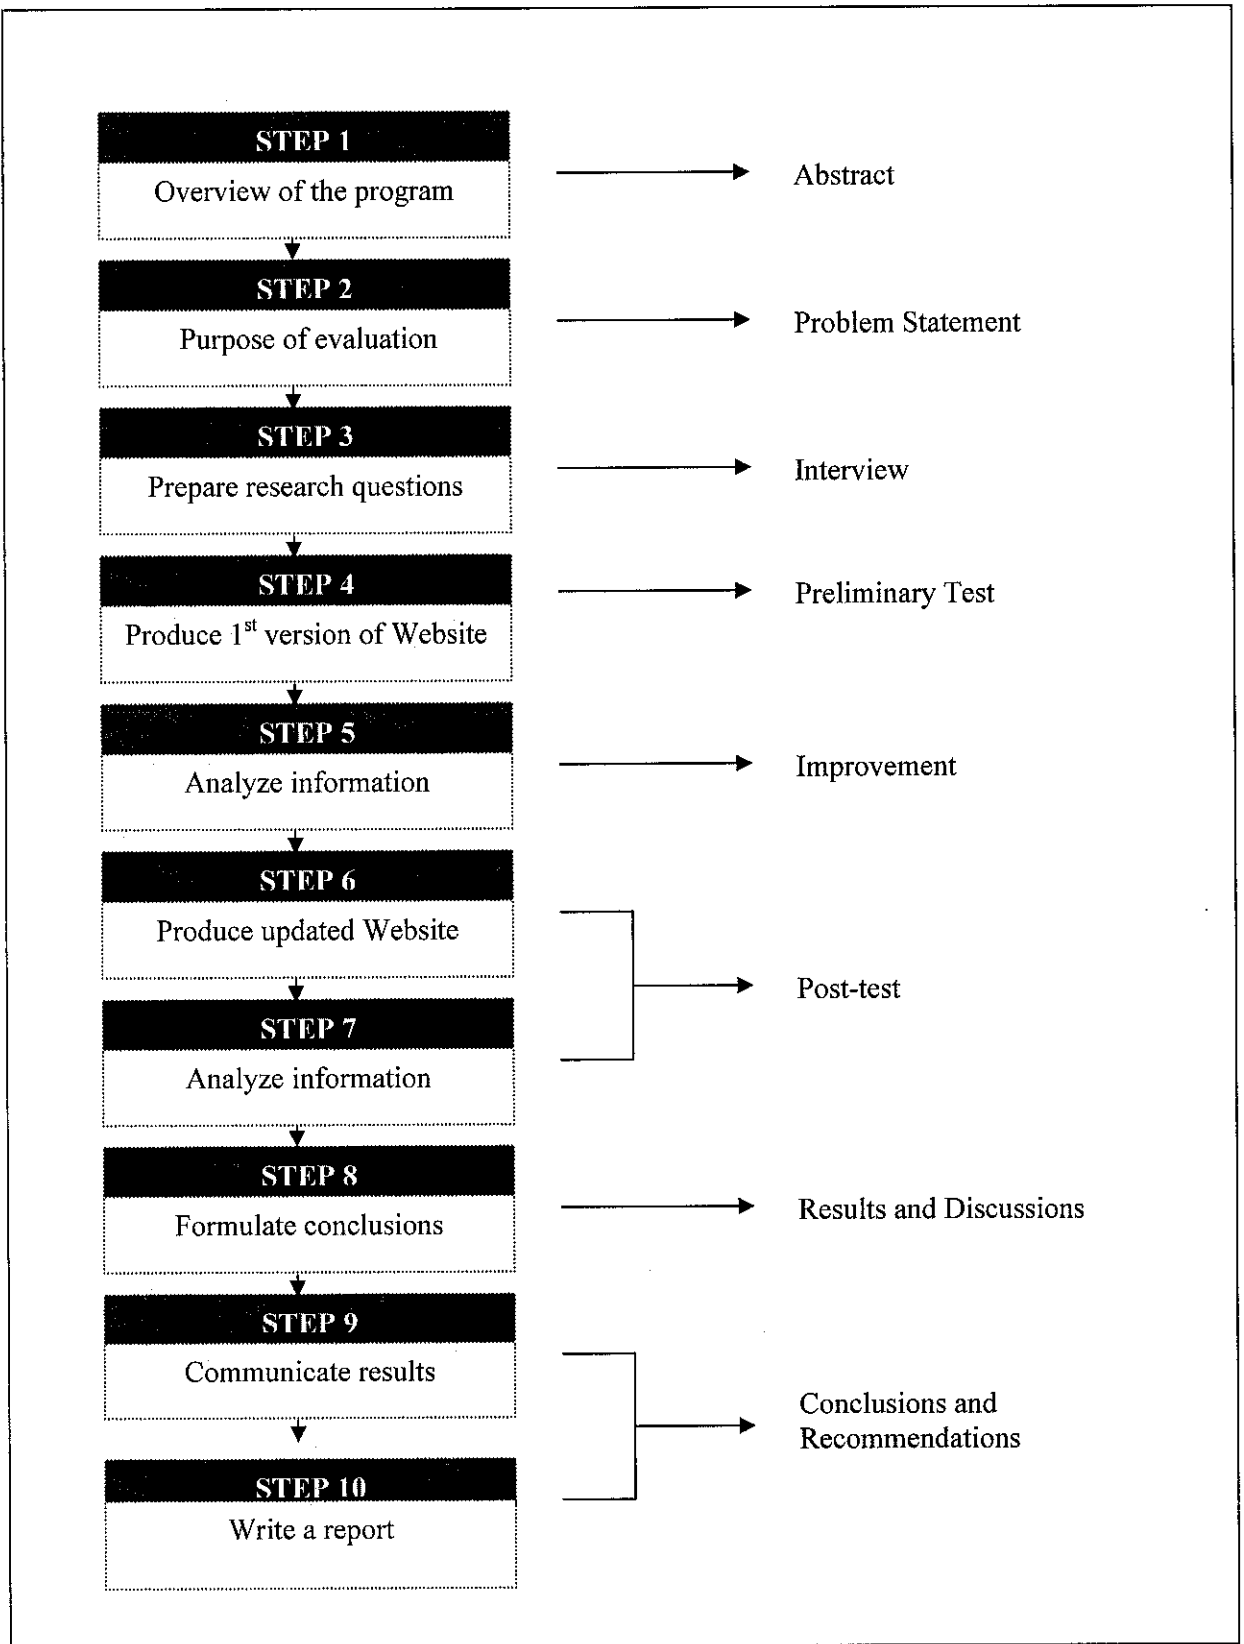 STEP 1
Overview of the program
Abstract
STEP 2
Purpose of evaluation
Problem Statement
STEP 3
Prepare research questions
Interview
STEP 4
Produce 1st version of Website
Preliminary Test
STEP 5
Analyze information
Improvement
STEP 6
Produce updated Website
Post-test
STEP 7
Analyze information
STEP 8
Formulate conclusions
Results and Discussions
STEP 9
Communicate results
Conclusions and
Recommendations
STEP 10
Write a report